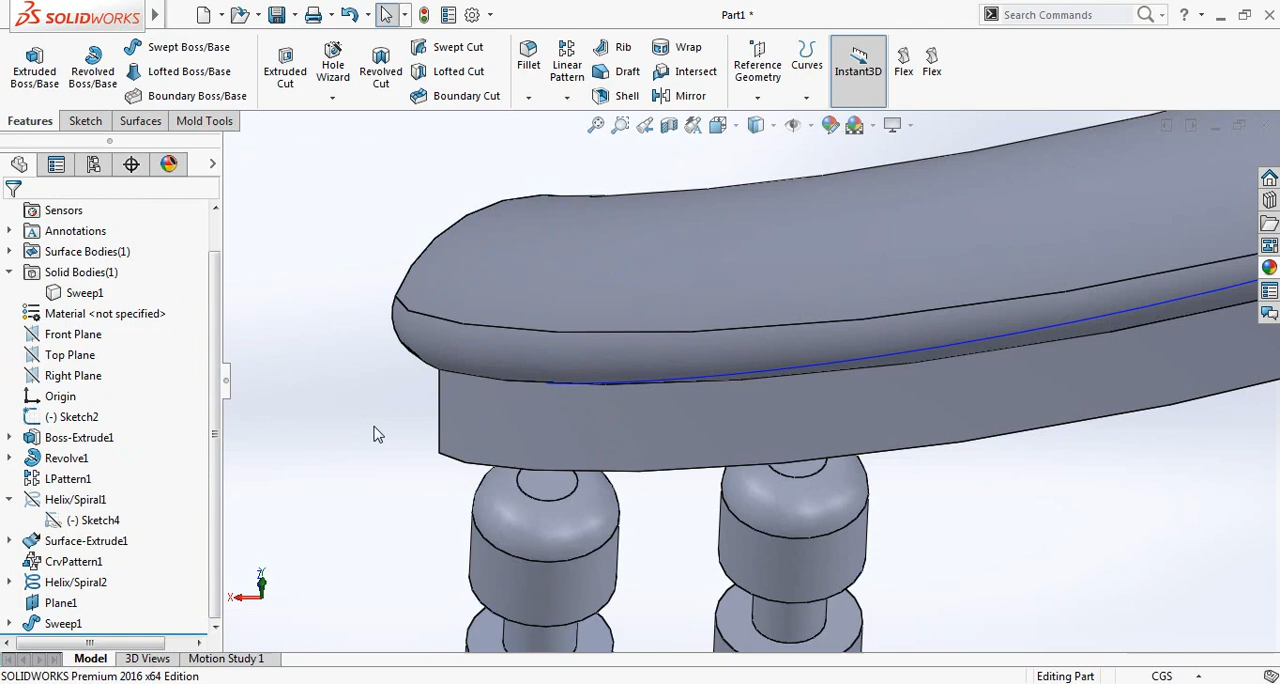 SOLIDWORKS
Part1 *
Search Commands
?
Extruded Boss/Base
Revolved Boss/Base
Swept Boss/Base
Lofted Boss/Base
Boundary Boss/Base
Extruded Cut
Hole Wizard
Revolved Cut
Swept Cut
Lofted Cut
Boundary Cut
Fillet
Linear Pattern
Rib
Draft
Shell
Wrap
Intersect
Mirror
Reference Geometry
Curves
Instant3D
Flex
Flex
Features
Sketch
Surfaces
Mold Tools
Sensors
Annotations
Surface Bodies(1)
Solid Bodies(1)
Sweep1
Material <not specified>
Front Plane
Top Plane
Right Plane
Origin
(-) Sketch2
Boss-Extrude1
Revolve1
LPattern1
Helix/Spiral1
(-) Sketch4
Surface-Extrude1
CrvPattern1
Helix/Spiral2
Plane1
Sweep1
X
Model
3D Views
Motion Study 1
SOLIDWORKS Premium 2016 x64 Edition
Editing Part
CGS